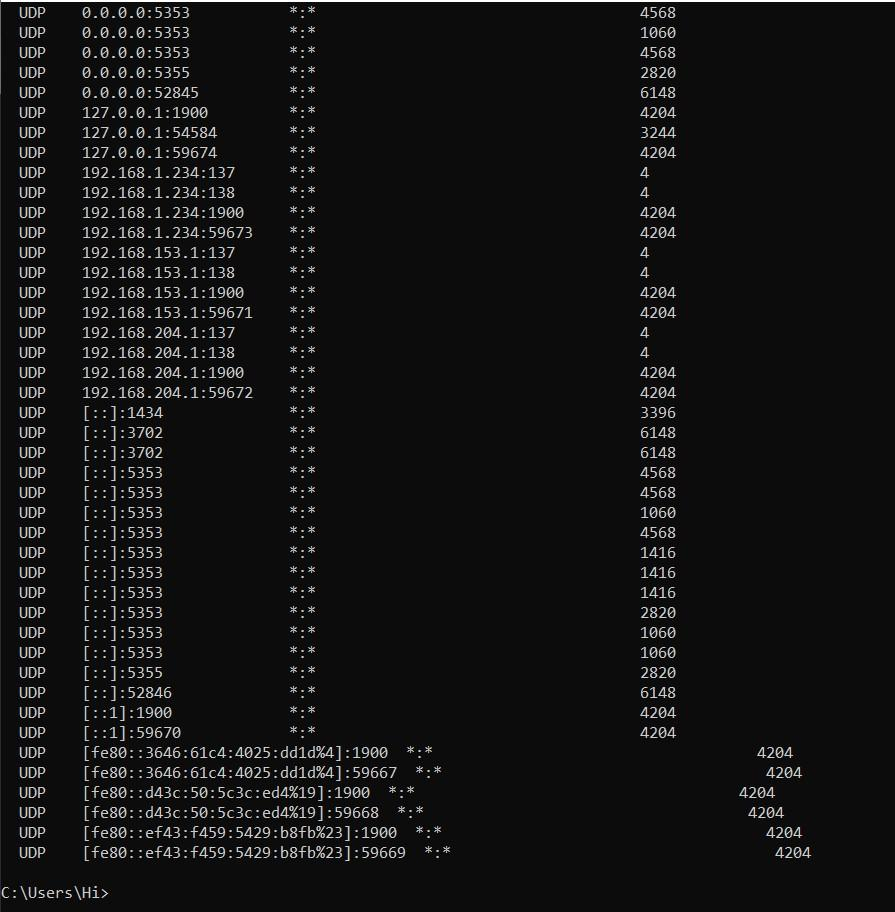 UDP 0.0.0.0:5353 *:* 4568
UDP 0.0.0.0:5353 *:* 1060
UDP 0.0.0.0:5353 *:* 4568
UDP 0.0.0.0:5355 *:* 2820
UDP 0.0.0.0:52845 *:* 6148
UDP 127.0.0.1:1900 *:* 4204
UDP 127.0.0.1:54584 *:* 3244
UDP 127.0.0.1:59674 *:* 4204
UDP 192.168.1.234:137 *:* 4
UDP 192.168.1.234:138 *:* 4
UDP 192.168.1.234:1900 *:* 4204
UDP 192.168.1.234:59673 *:* 4204
UDP 192.168.153.1:137 *:* 4
UDP 192.168.153.1:138 *:* 4
UDP 192.168.153.1:1900 *:* 4204
UDP 192.168.153.1:59671 *:* 4204
UDP 192.168.204.1:137 *:* 4
UDP 192.168.204.1:138 *:* 4
UDP 192.168.204.1:1900 *:* 4204
UDP 192.168.204.1:59672 *:* 4204
UDP [::]:1434 *:* 3396
UDP [::]:3702 *:* 6148
UDP [::]:3702 *:* 6148
UDP [::]:5353 *:* 4568
UDP [::]:5353 *:* 4568
UDP [::]:5353 *:* 1060
UDP [::]:5353 *:* 4568
UDP [::]:5353 *:* 1416
UDP [::]:5353 *:* 1416
UDP [::]:5353 *:* 1416
UDP [::]:5353 *:* 2820
UDP [::]:5353 *:* 1060
UDP [::]:5353 *:* 1060
UDP [::]:5355 *:* 2820
UDP [::]:52846 *:* 6148
UDP [::1]:1900 *:* 4204
UDP [::1]:59670 *:* 4204
UDP [fe80::3646:61c4:4025:dd1d%4]:1900 *:* 4204
UDP [fe80::3646:61c4:4025:dd1d%4]:59667 *:* 4204
UDP [fe80::d43c:50:5c3c:ed4%19]:1900 *:* 4204
UDP [fe80::d43c:50:5c3c:ed4%19]:59668 *:* 4204
UDP [fe80::ef43:f459:5429:b8fb%23]:1900 *:* 4204
UDP [fe80::ef43:f459:5429:b8fb%23]:59669 *:* 4204
C:\Users\Hi>